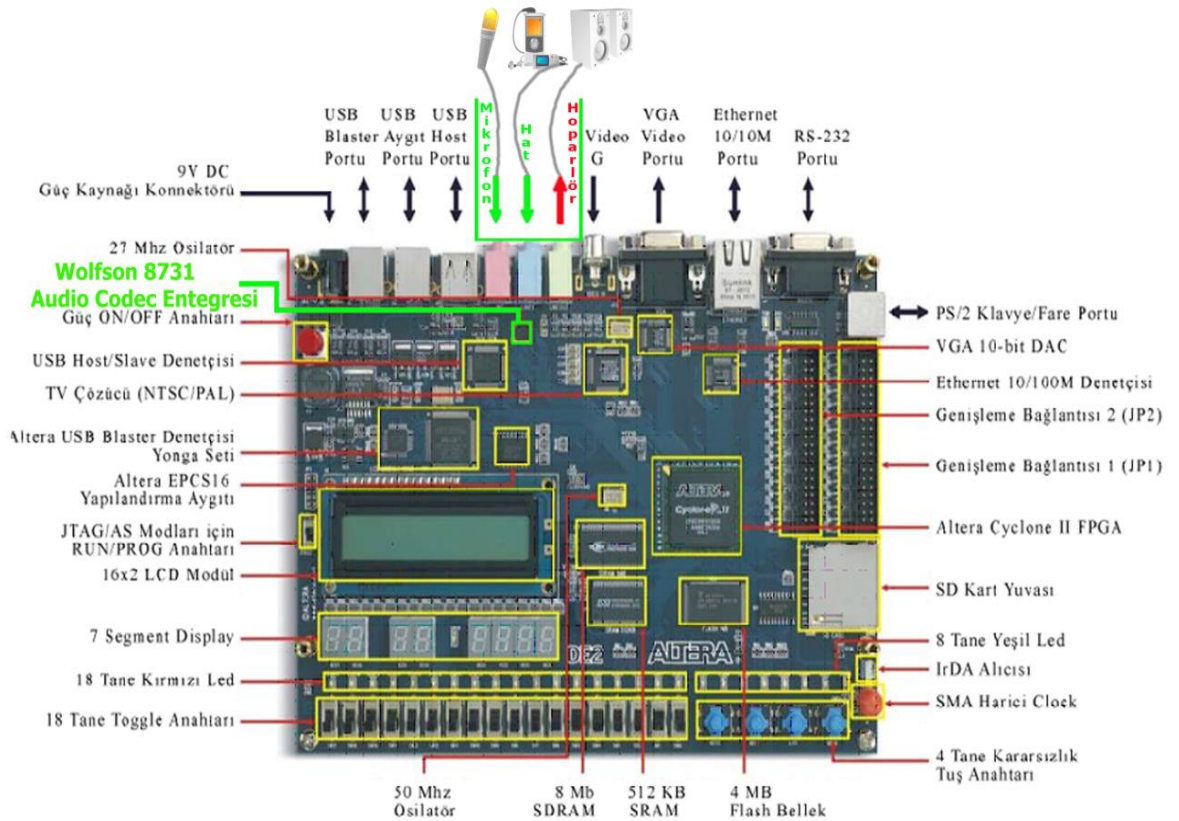 Mikrofon
Hat
Hoparlör
USB
Blaster
Portu
USB
Aygıt
Portu
USB
Host
Portu
Video
G
VGA
Video
Portu
Ethernet
10/10M
Portu
RS-232
Portu
9V DC
Güç Kaynağı Konnektörü
27 Mhz Osilatör
Wolfson 8731
Audio Codec Entegresi
Güç ON/OFF Anahtarı
USB Host/Slave Denetçisi
TV Çözücü (NTSC/PAL)
Altera USB Blaster Denetçisi
Yonga Seti
Altera EPCS16
Yapılandırma Aygıtı
JTAG/AS Modları için
RUN/PROG Anahtarı
16x2 LCD Modül
7 Segment Display
18 Tane Kırmızı Led
18 Tane Toggle Anahtarı
PS/2 Klavye/Fare Portu
VGA 10-bit DAC
Ethernet 10/100M Denetçisi
Genişleme Bağlantısı 2 (JP2)
Genişleme Bağlantısı 1 (JP1)
Altera Cyclone II FPGA
SD Kart Yuvası
8 Tane Yeşil Led
IrDA Alıcısı
SMA Harici Clock
4 Tane Kararsızlık
Tuş Anahtarı
50 Mhz
Osilatör
8 Mb
SDRAM
512 KB
SRAM
4 MB
Flash Bellek
ALTERA
Cyclone II
©ALTERA
DE2
ALTERA